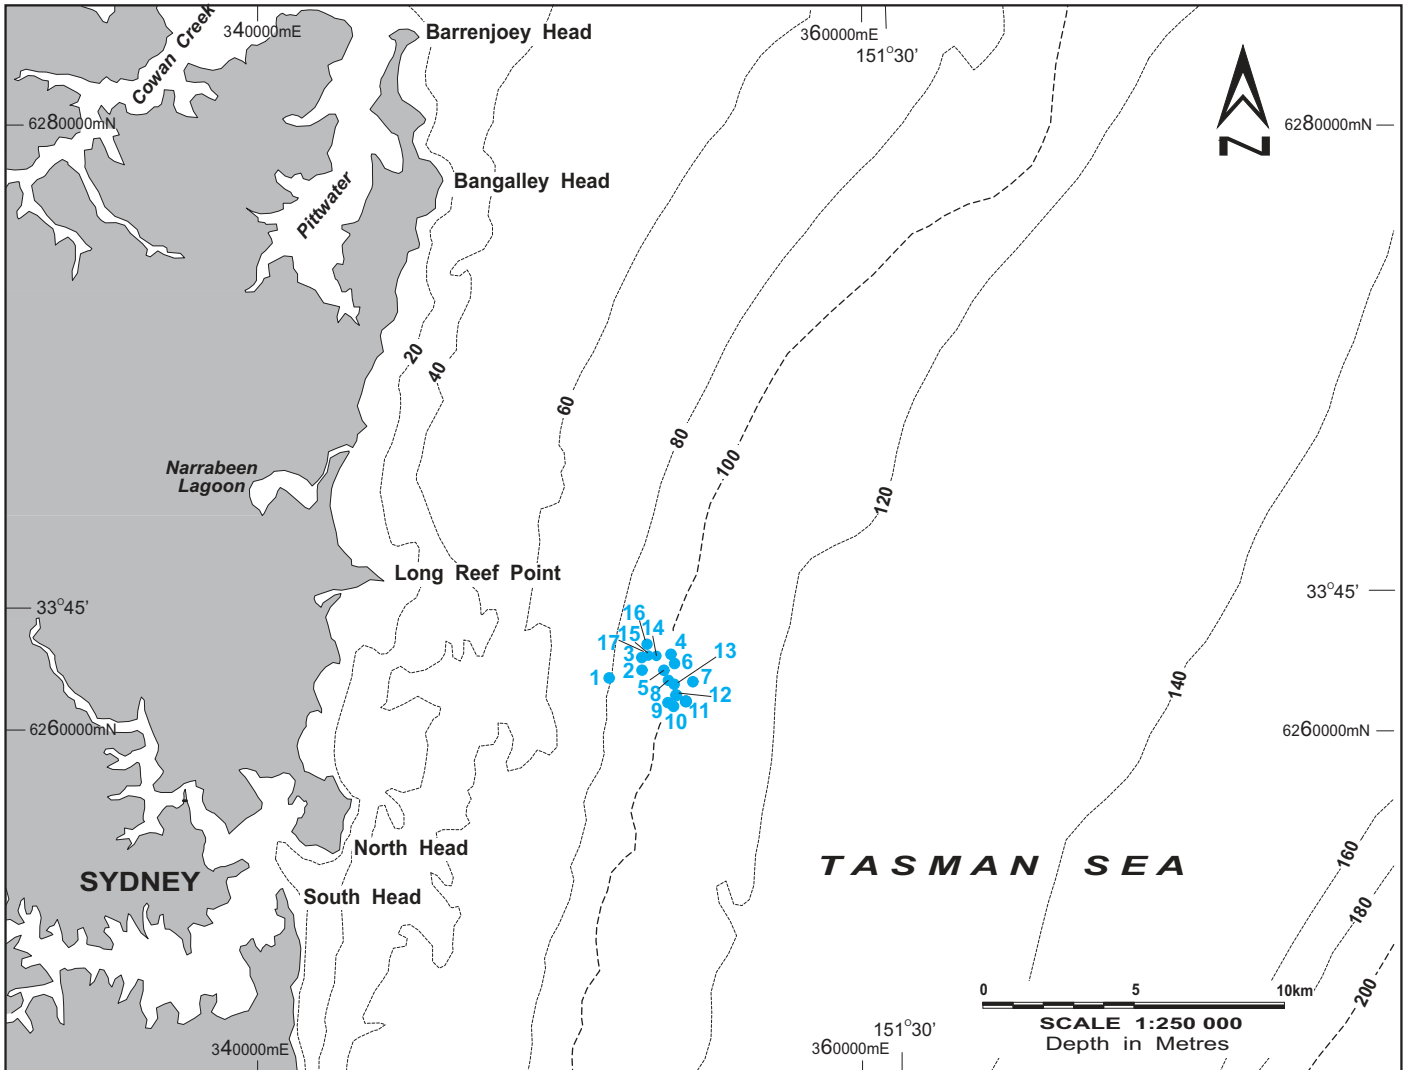 340000mE
Barrenjoey Head
360000mE
151°30'
Cowan Creek
6280000mN
6280000mN
N
Bangalley Head
Pittwater
20
40
60
80
100
120
Narrabeen
Lagoon
Long Reef Point
33°45'
33°45'
16
15
14
17
4
13
3
6
2
1
7
5
8
12
9
11
10
140
6260000mN
6260000mN
North Head
TASMAN SEA
160
SYDNEY
South Head
180
200
0
5
10km
SCALE 1:250 000
Depth in Metres
151°30'
340000mE
360000mE